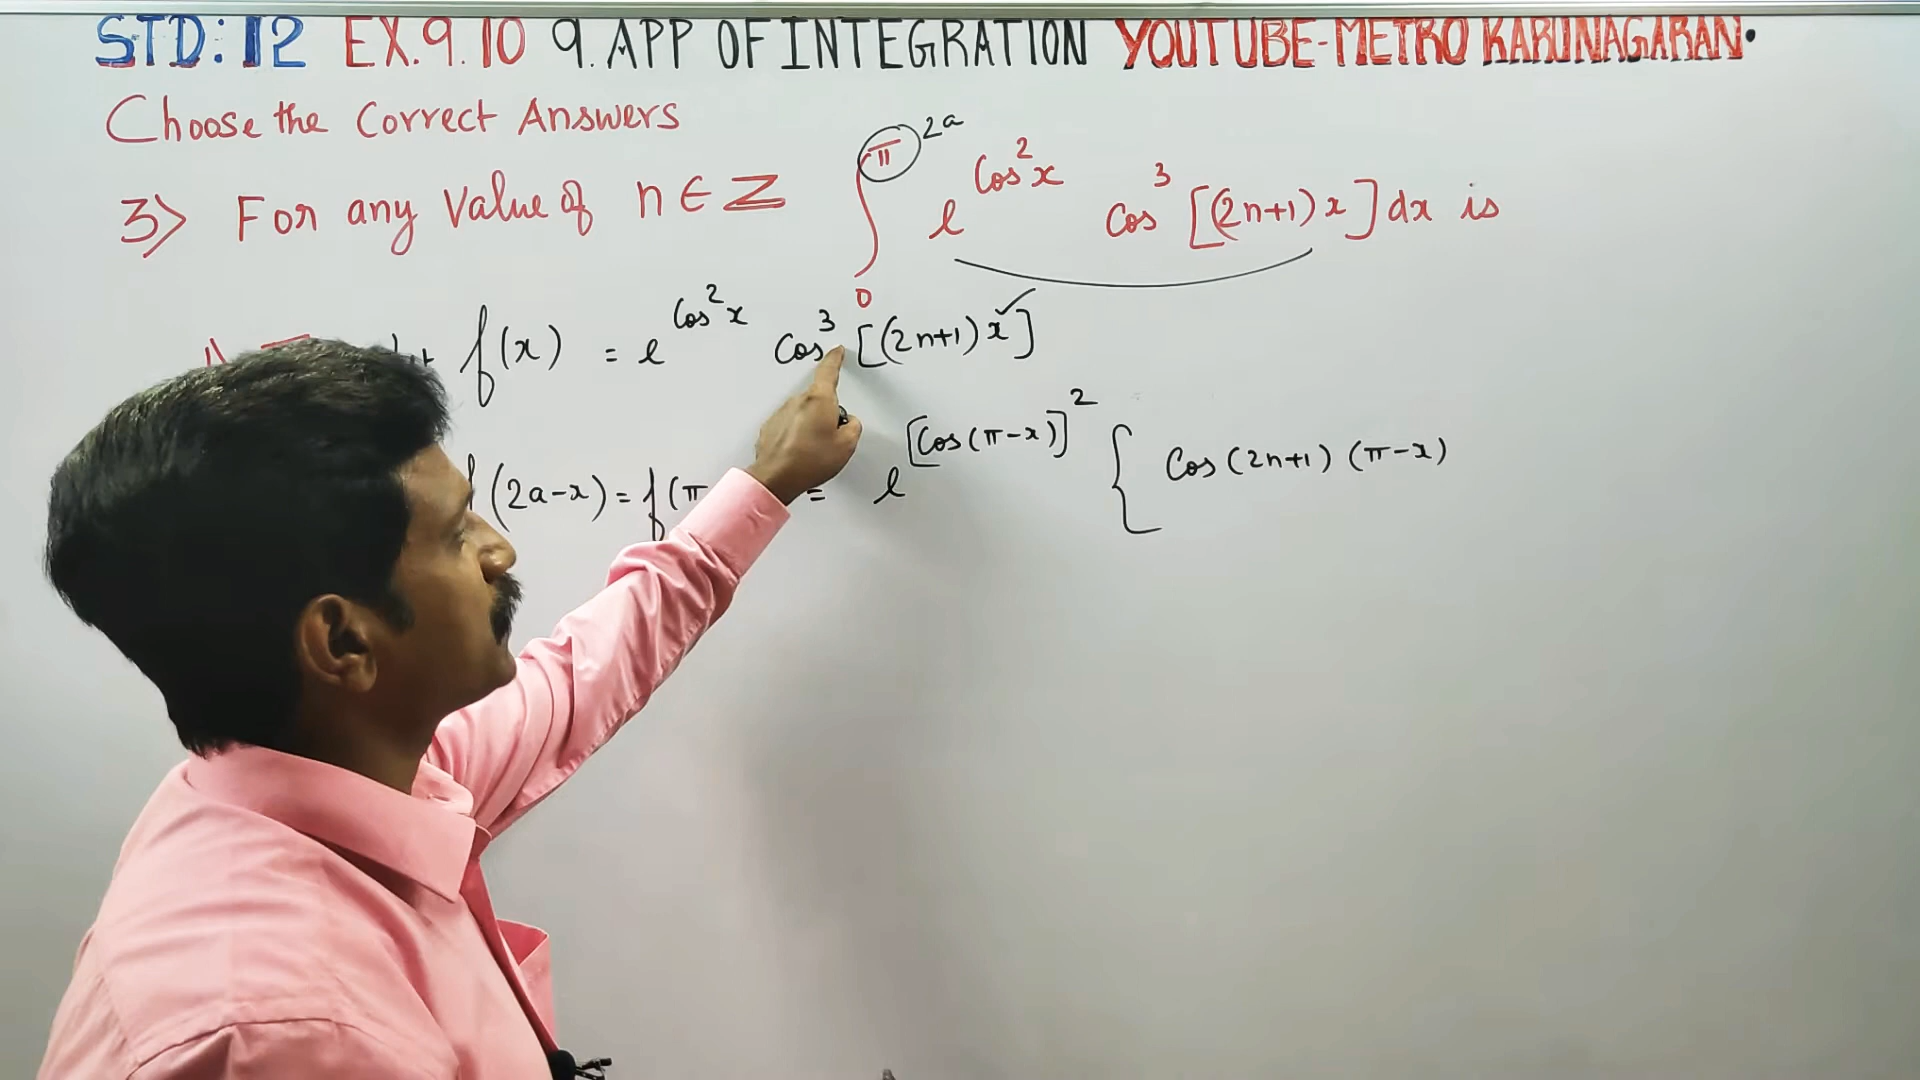 STD: 12 EX.9.10 9. APP OF INTEGRATION YOUTUBE-METRO KARUNAGARAN.
Choose the Correct Answers
3) For any Value of n ∈ Z ∫₀^π 2a e^{Cos²x} Cos³ [(2n+1)x] dx is
f(x) = e^{Cos²x} Cos³ [(2n+1)x]
(2a-x) = f(π = e^{[Cos(π-x)]²} { Cos(2n+1)(π-x)